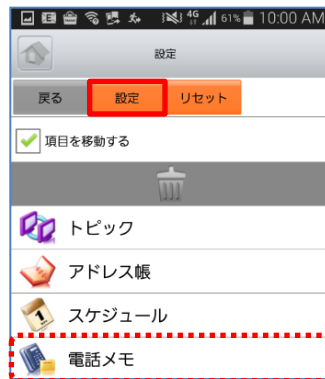 4G 61% 10:00 AM
設定
戻る 設定 リセット
項目を移動する
トピック
アドレス帳
1 スケジュール
電話メモ